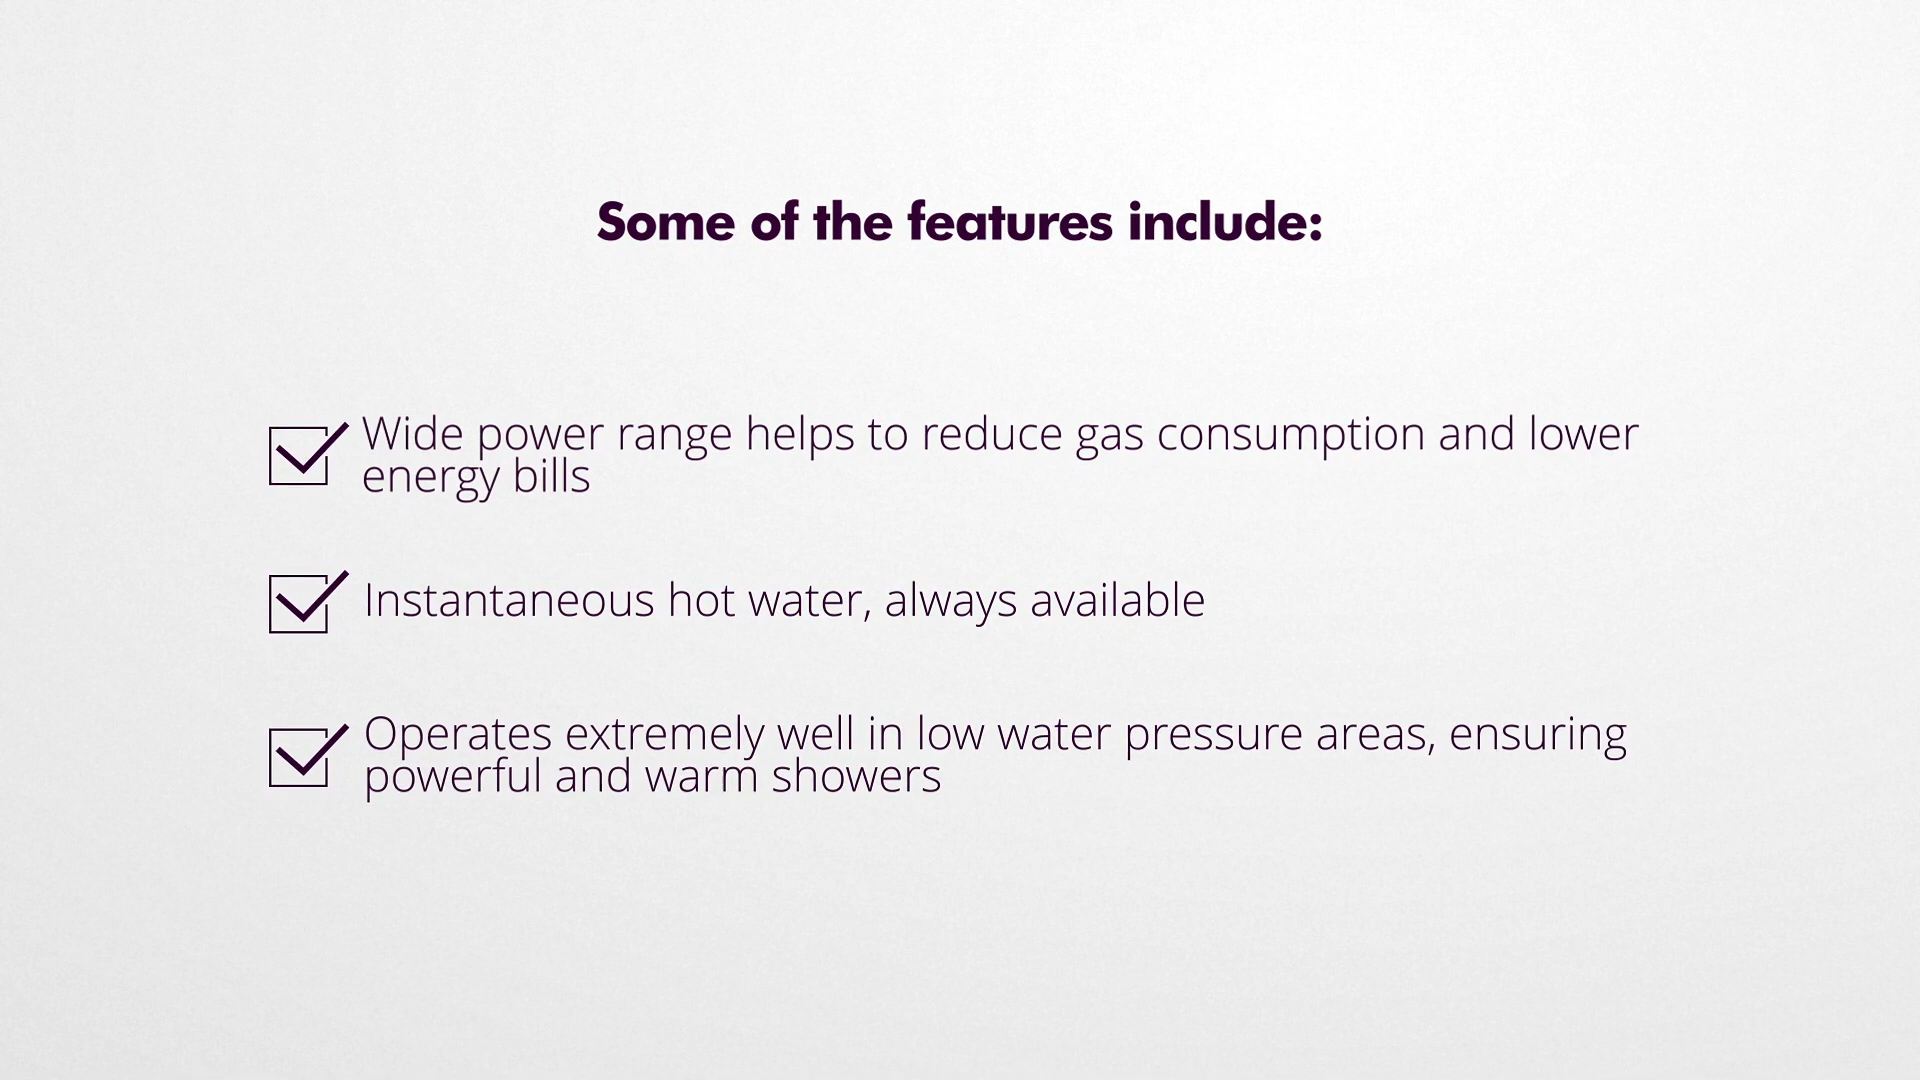 Some of the features include:
Wide power range helps to reduce gas consumption and lower
energy bills
Instantaneous hot water, always available
Operates extremely well in low water pressure areas, ensuring
powerful and warm showers